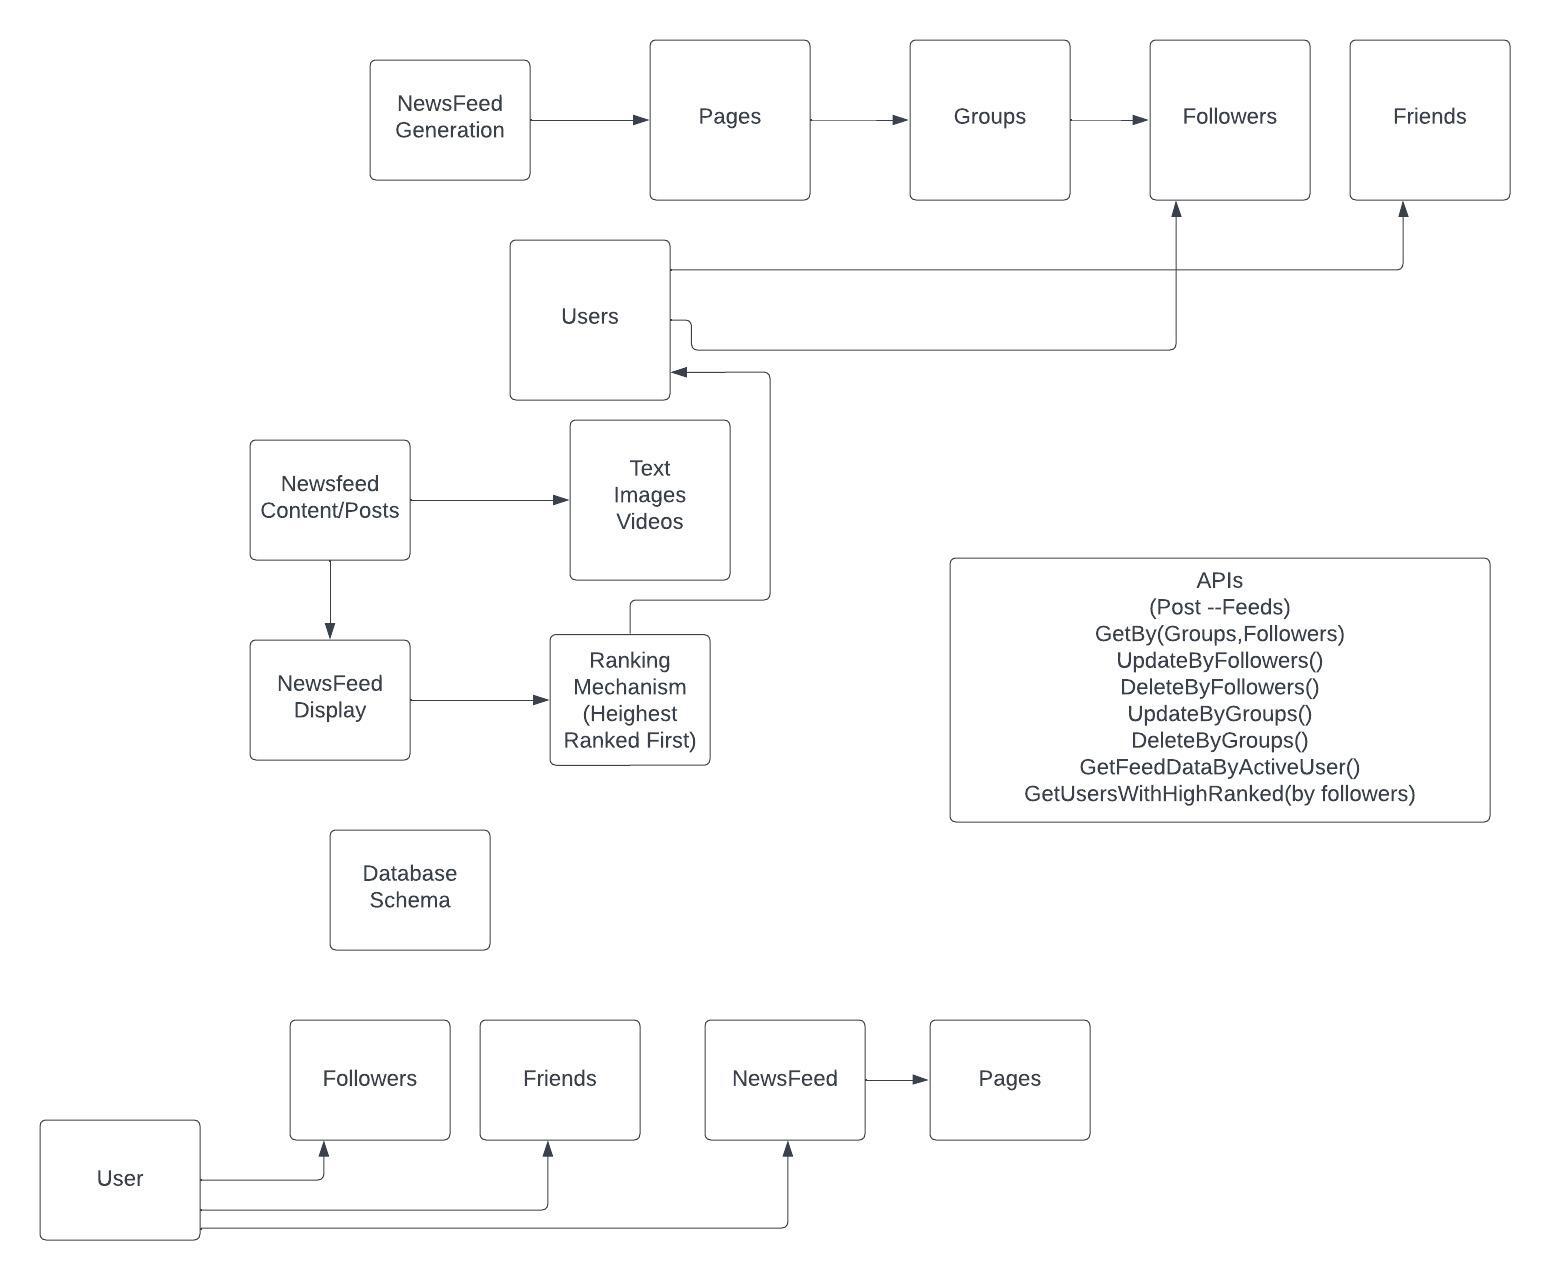 NewsFeed
Generation
Pages
Groups
Followers
Friends
Users
Newsfeed
Content/Posts
Text
Images
Videos
NewsFeed
Display
Ranking
Mechanism
(Heighest
Ranked First)
APIs
(Post --Feeds)
GetBy(Groups,Followers)
UpdateByFollowers()
DeleteByFollowers()
UpdateByGroups()
DeleteByGroups()
GetFeedDataByActiveUser()
GetUsersWithHighRanked(by followers)
Database
Schema
Followers
Friends
NewsFeed
Pages
User